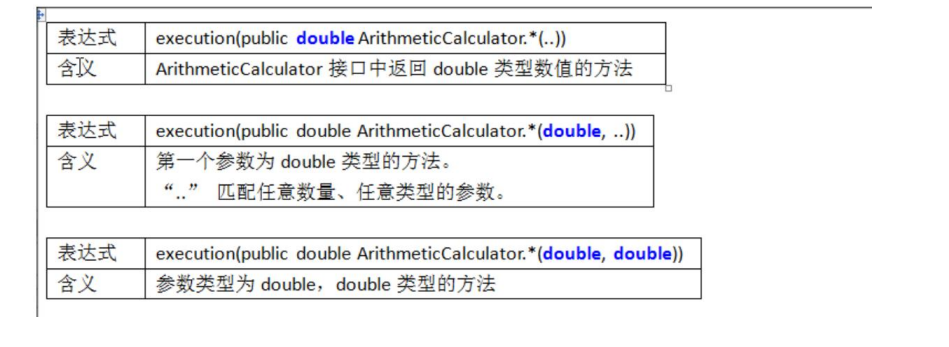 表达式 execution(public double ArithmeticCalculator.*(..))
含义 ArithmeticCalculator 接口中返回 double 类型数值的方法
表达式 execution(public double ArithmeticCalculator.*(double, ..))
含义 第一个参数为 double 类型的方法。
“..” 匹配任意数量、任意类型的参数。
表达式 execution(public double ArithmeticCalculator.*(double, double))
含义 参数类型为 double，double 类型的方法